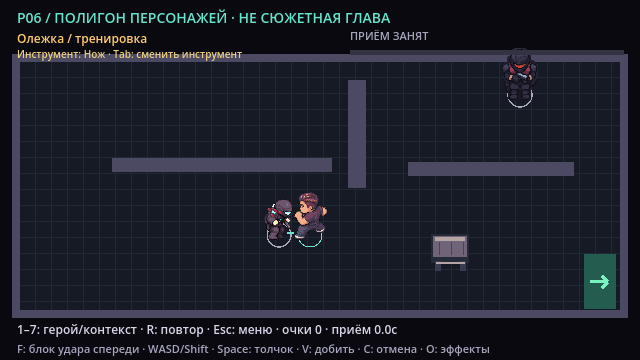 P06 / ПОЛИГОН ПЕРСОНАЖЕЙ · НЕ СЮЖЕТНАЯ ГЛАВА
Олежка / тренировка
ПРИЁМ ЗАНЯТ
Инструмент: Нож · Tab: сменить инструмент
1–7: герой/контекст · R: повтор · Esc: меню · очки 0 · приём 0.0с
F: блок удара спереди · WASD/Shift · Space: толчок · V: добить · C: отмена · O: эффекты